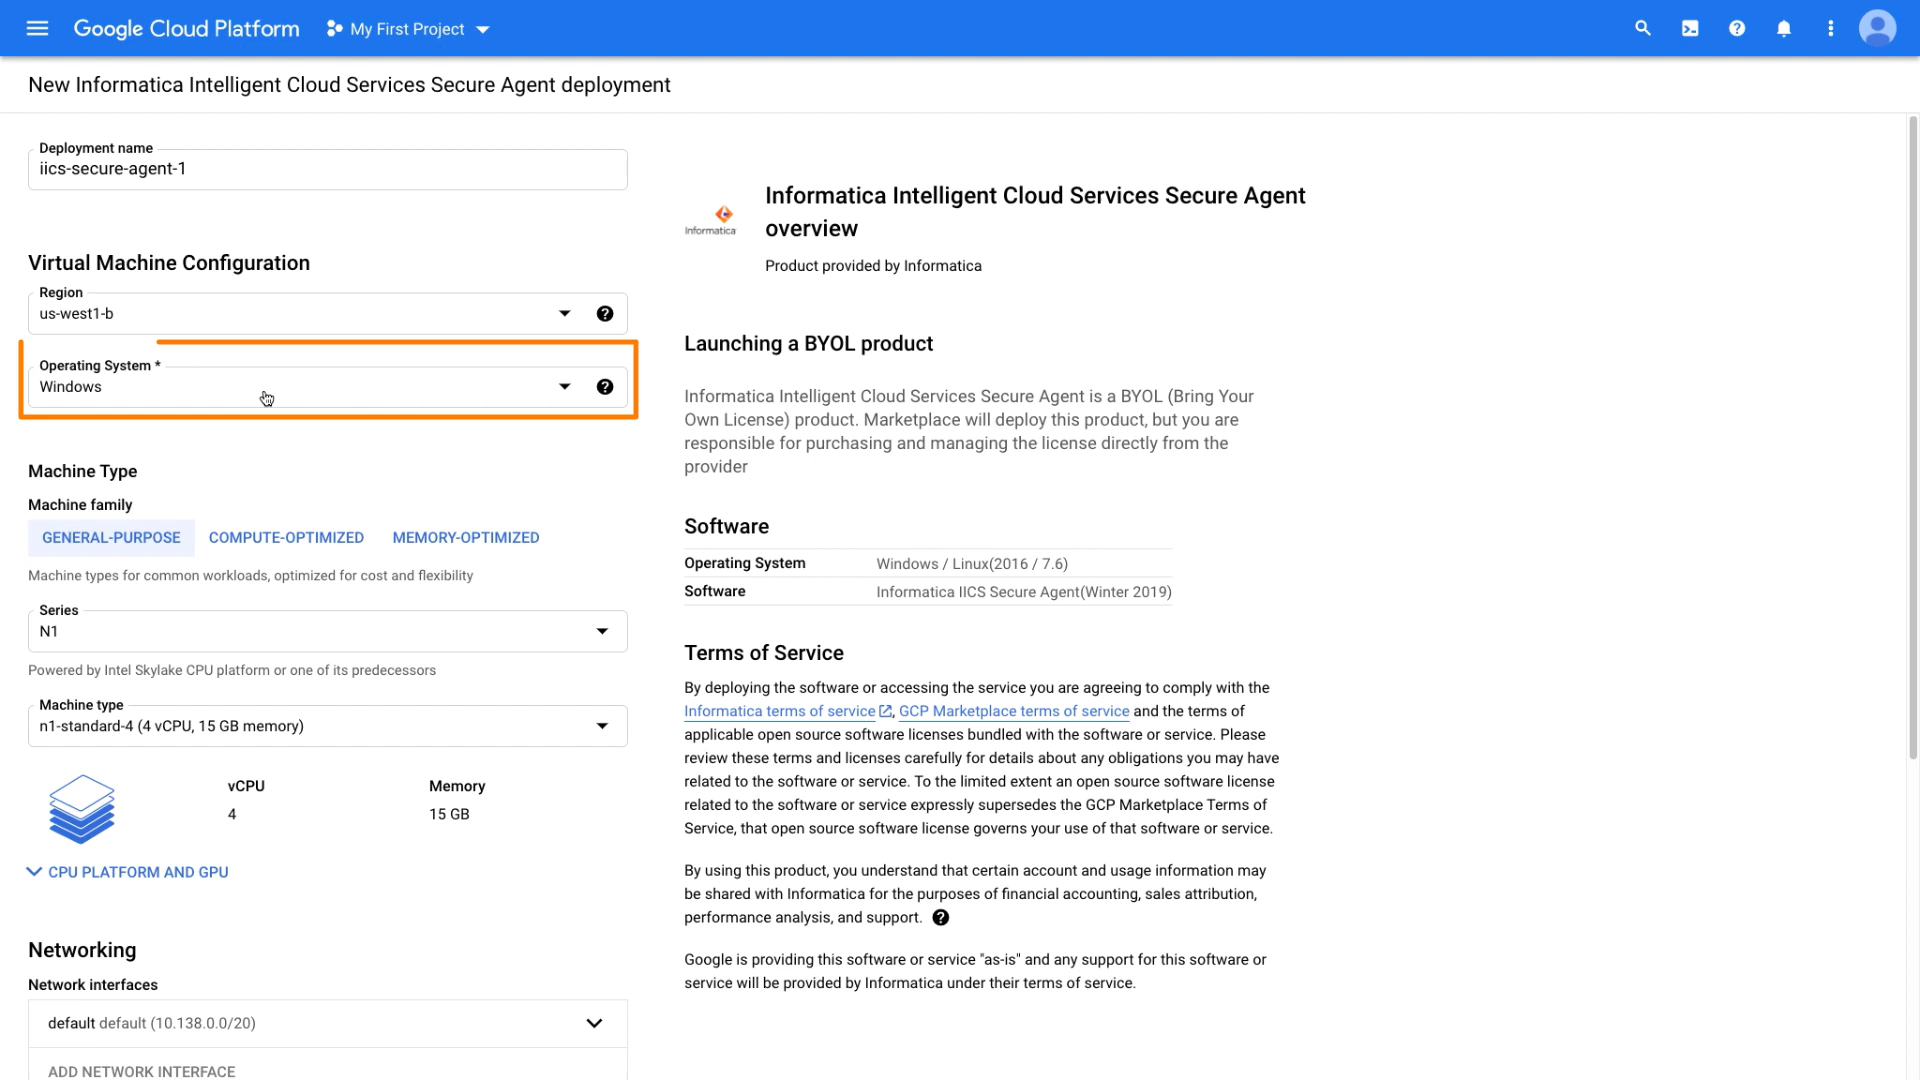 Google Cloud Platform
My First Project
New Informatica Intelligent Cloud Services Secure Agent deployment
Deployment name
iics-secure-agent-1
Virtual Machine Configuration
Region
us-west1-b
Operating System *
Windows
Machine Type
Machine family
GENERAL-PURPOSE COMPUTE-OPTIMIZED MEMORY-OPTIMIZED
Machine types for common workloads, optimized for cost and flexibility
Series
N1
Powered by Intel Skylake CPU platform or one of its predecessors
Machine type
n1-standard-4 (4 vCPU, 15 GB memory)
vCPU Memory
4 15 GB
CPU PLATFORM AND GPU
Networking
Network interfaces
default default (10.138.0.0/20)
ADD NETWORK INTERFACE
Informatica
Informatica Intelligent Cloud Services Secure Agent
overview
Product provided by Informatica
Launching a BYOL product
Informatica Intelligent Cloud Services Secure Agent is a BYOL (Bring Your
Own License) product. Marketplace will deploy this product, but you are
responsible for purchasing and managing the license directly from the
provider
Software
Operating System Windows / Linux(2016 / 7.6)
Software Informatica IICS Secure Agent(Winter 2019)
Terms of Service
By deploying the software or accessing the service you are agreeing to comply with the
Informatica terms of service, GCP Marketplace terms of service and the terms of
applicable open source software licenses bundled with the software or service. Please
review these terms and licenses carefully for details about any obligations you may have
related to the software or service. To the limited extent an open source software license
related to the software or service expressly supersedes the GCP Marketplace Terms of
Service, that open source software license governs your use of that software or service.
By using this product, you understand that certain account and usage information may
be shared with Informatica for the purposes of financial accounting, sales attribution,
performance analysis, and support.
Google is providing this software or service "as-is" and any support for this software or
service will be provided by Informatica under their terms of service.